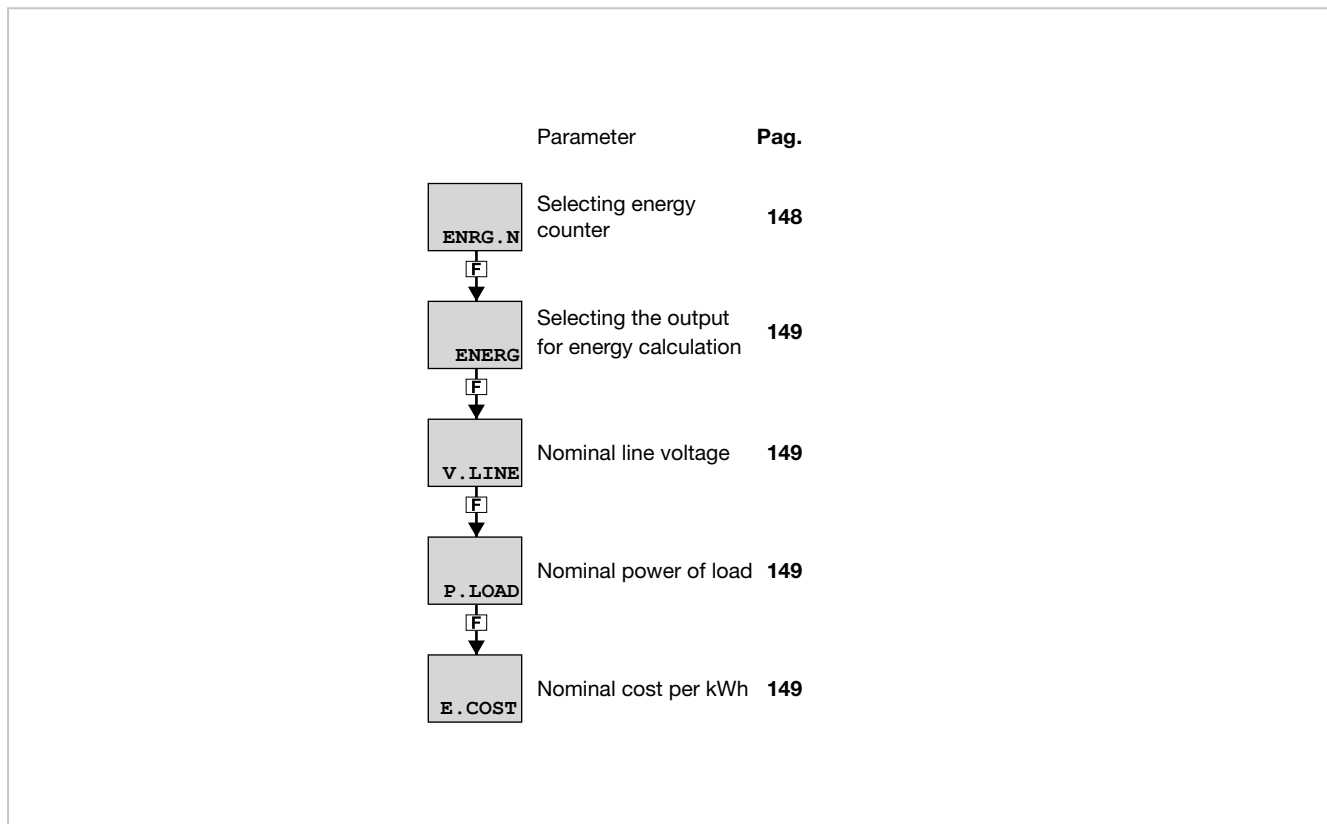 Parameter Pag.
Selecting energy
counter 148
ENRG.N
F
Selecting the output
for energy calculation 149
ENERG
F
Nominal line voltage 149
V.LINE
F
Nominal power of load 149
P.LOAD
F
Nominal cost per kWh 149
E.COST